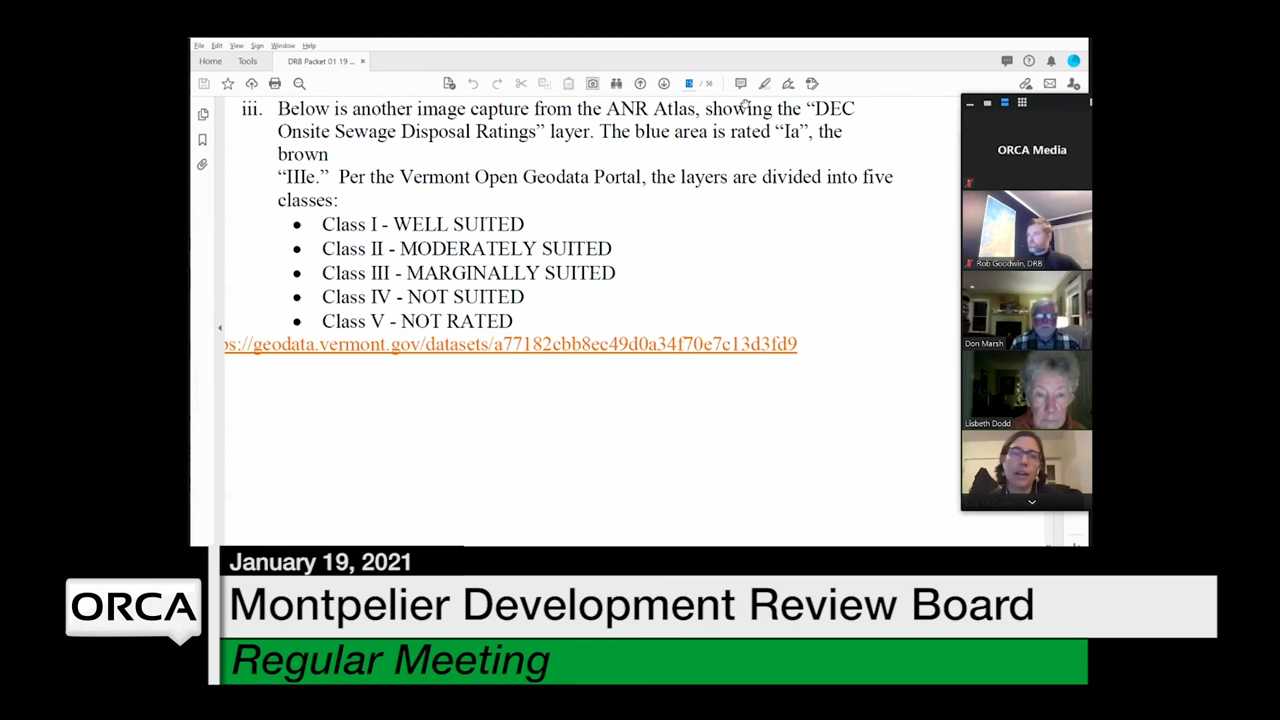 File Edit View Sign Window Help
Home Tools DRB Packet 01 19 ... ×
15 / 56
iii. Below is another image capture from the ANR Atlas, showing the “DEC
Onsite Sewage Disposal Ratings” layer. The blue area is rated “Ia”, the
brown
“IIIe.” Per the Vermont Open Geodata Portal, the layers are divided into five
classes:
• Class I - WELL SUITED
• Class II - MODERATELY SUITED
• Class III - MARGINALLY SUITED
• Class IV - NOT SUITED
• Class V - NOT RATED
ps://geodata.vermont.gov/datasets/a77182cbb8ec49d0a34f70e7c13d3fd9
ORCA Media
Rob Goodwin, DRB
Don Marsh
Lisbeth Dodd
January 19, 2021
ORCA
Montpelier Development Review Board
Regular Meeting